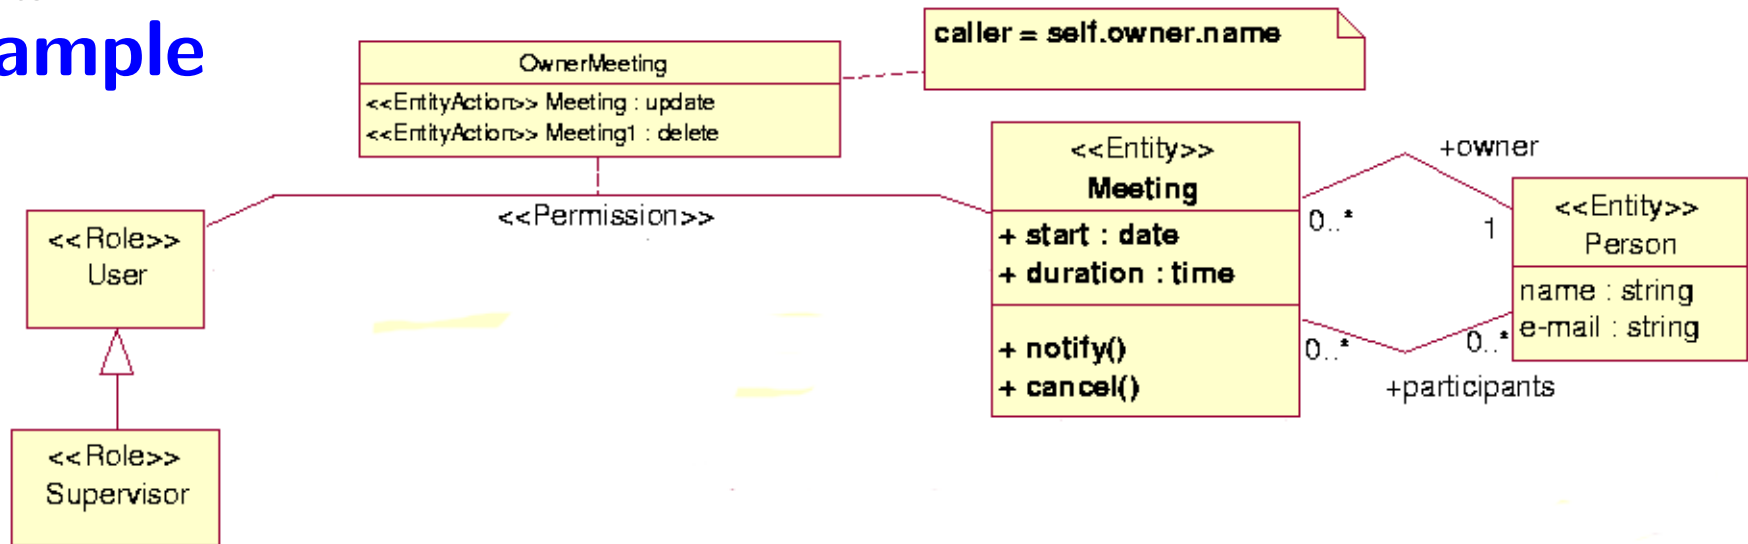 ample
caller = self.owner.name
OwnerMeeting
<<EntityAction>> Meeting : update
<<EntityAction>> Meeting1 : delete
<<Permission>>
<<Role>>
User
<<Role>>
Supervisor
<<Entity>>
Meeting
+ start : date
+ duration : time
+ notify()
+ cancel()
+owner
0..*
1
0..*
0..*
+participants
<<Entity>>
Person
name : string
e-mail : string